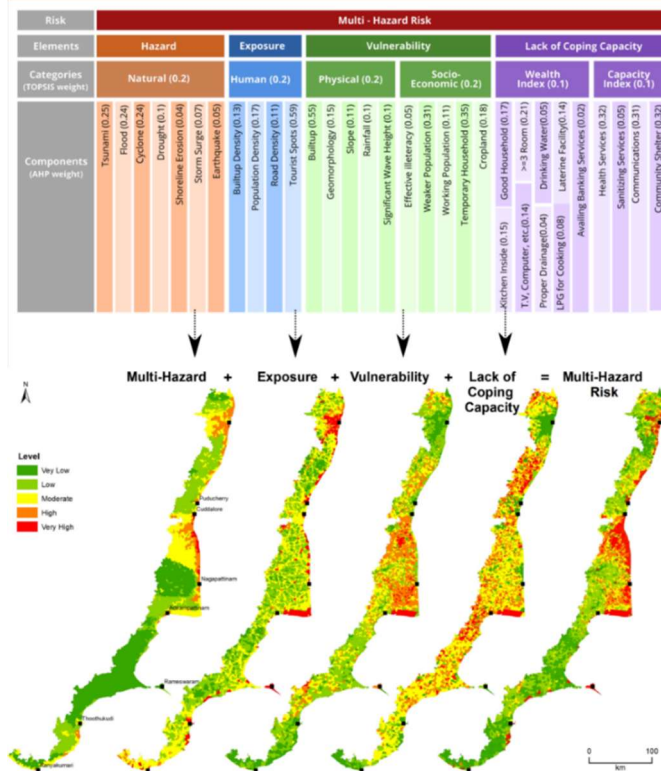 Risk
Multi - Hazard Risk
Elements
Hazard
Exposure
Vulnerability
Lack of Coping Capacity
Categories
(TOPSIS weight)
Natural (0.2)
Human (0.2)
Physical (0.2)
Socio-
Economic (0.2)
Wealth
Index (0.1)
Capacity
Index (0.1)
Components
(AHP weight)
Tsunami (0.25)
Flood (0.24)
Cyclone (0.24)
Drought (0.1)
Shoreline Erosion (0.04)
Storm Surge (0.07)
Earthquake (0.05)
Builtup Density (0.13)
Population Density (0.17)
Road Density (0.11)
Tourist Spots (0.59)
Builtup (0.55)
Geomorphology (0.15)
Slope (0.11)
Rainfall (0.1)
Significant Wave Height (0.1)
Effective illeteracy (0.05)
Weaker Population (0.31)
Working Population (0.11)
Temporary Household (0.35)
Cropland (0.18)
Kitchen Inside (0.15)
Good Household (0.17)
T.V, Computer, etc.(0.14)
>=3 Room (0.21)
Proper Drainage(0.04)
Drinking Water(0.05)
LPG for Cooking (0.08)
Laterine Facility(0.14)
Availing Banking Services (0.02)
Health Services (0.32)
Sanitizing Services (0.05)
Communications (0.31)
Community Shelter (0.32)
Multi-Hazard + Exposure + Vulnerability + Lack of = Multi-Hazard
Coping Risk
Capacity
N
Level
Vey Low
Low
Moderate
High
Very High
Puducherry
Cuddalore
Nagapattinam
Rameswaram
Thoothukudi
Kanyakumari
0 100
km